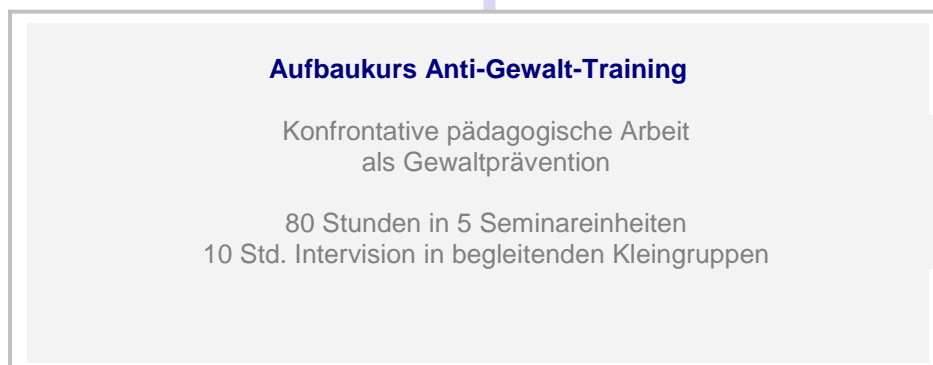 Aufbaukurs Anti-Gewalt-Training
Konfrontative pädagogische Arbeit
als Gewaltprävention
80 Stunden in 5 Seminareinheiten
10 Std. Intervision in begleitenden Kleingruppen